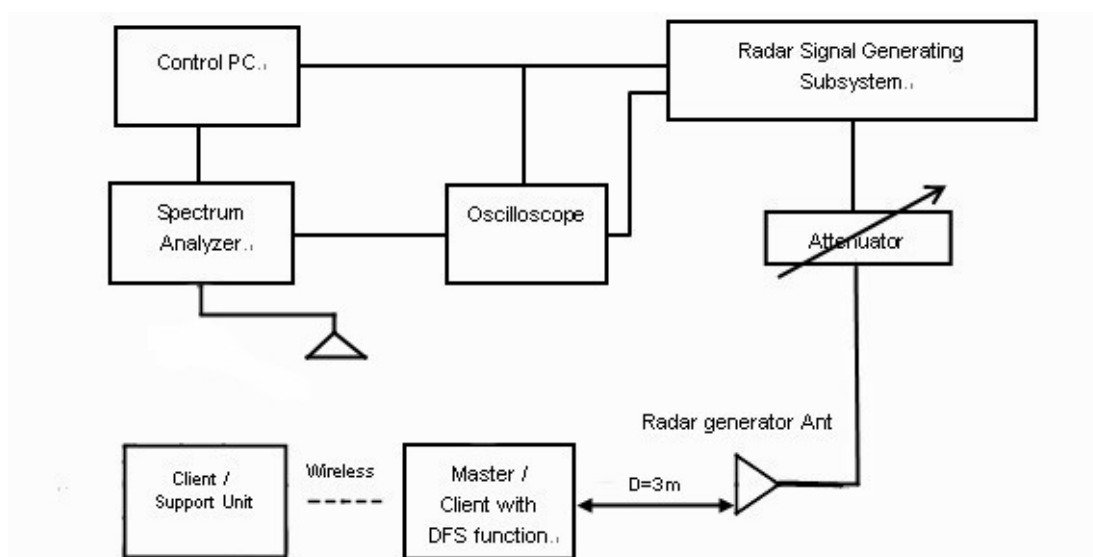 Control PC.
Radar Signal Generating
Subsystem.
Spectrum
Analyzer.
Oscilloscope
Attenuator
Radar generator Ant
Client /
Support Unit
Wireless
Master /
Client with
DFS function.
D=3m